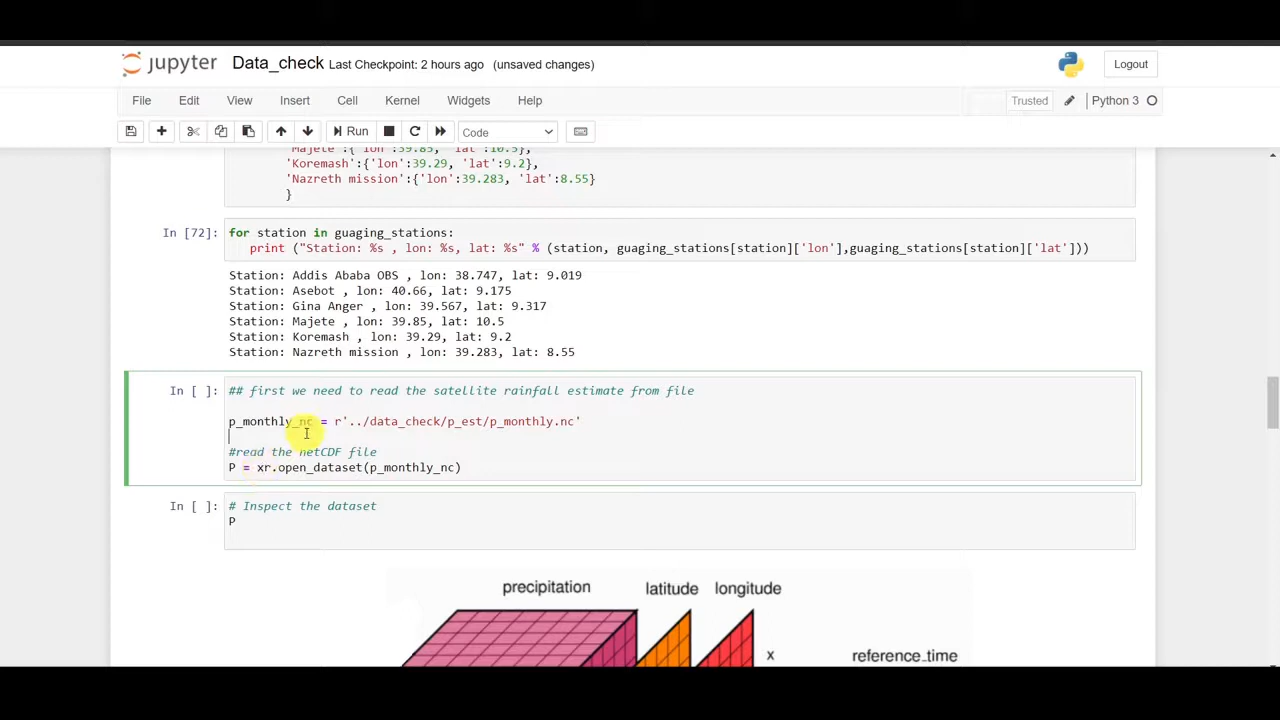 jupyter Data_check Last Checkpoint: 2 hours ago (unsaved changes) Logout
File Edit View Insert Cell Kernel Widgets Help Trusted Python 3
Run Code
'Majete':{'lon':39.85, 'lat':10.5},
'Koremash':{'lon':39.29, 'lat':9.2},
'Nazreth mission':{'lon':39.283, 'lat':8.55}
}
In [72]: for station in guaging_stations:
print ("Station: %s , lon: %s, lat: %s" % (station, guaging_stations[station]['lon'],guaging_stations[station]['lat']))
Station: Addis Ababa OBS , lon: 38.747, lat: 9.019
Station: Asebot , lon: 40.66, lat: 9.175
Station: Gina Anger , lon: 39.567, lat: 9.317
Station: Majete , lon: 39.85, lat: 10.5
Station: Koremash , lon: 39.29, lat: 9.2
Station: Nazreth mission , lon: 39.283, lat: 8.55
In [ ]: ## first we need to read the satellite rainfall estimate from file
p_monthly_nc = r'../data_check/p_est/p_monthly.nc'
#read the netCDF file
P = xr.open_dataset(p_monthly_nc)
In [ ]: # Inspect the dataset
P
precipitation latitude longitude
x reference_time